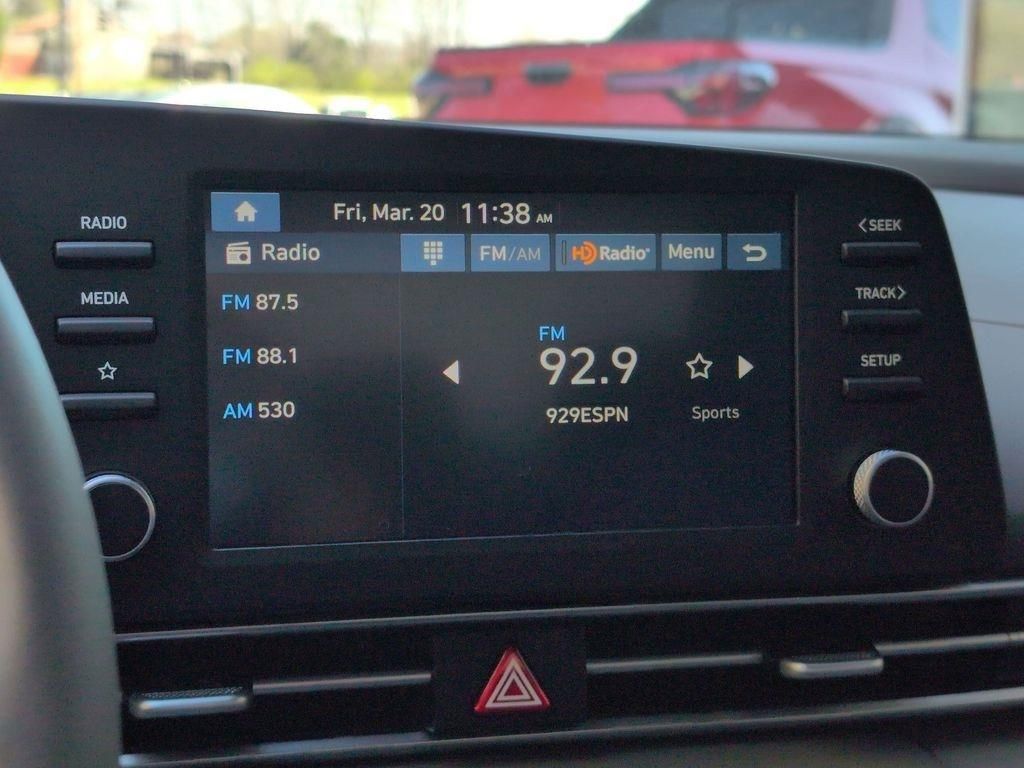 RADIO
MEDIA
Fri, Mar. 20 11:38 AM
Radio FM/AM HD Radio Menu
FM 87.5
FM 88.1
AM 530
FM
92.9
929ESPN
Sports
<SEEK
TRACK>
SETUP